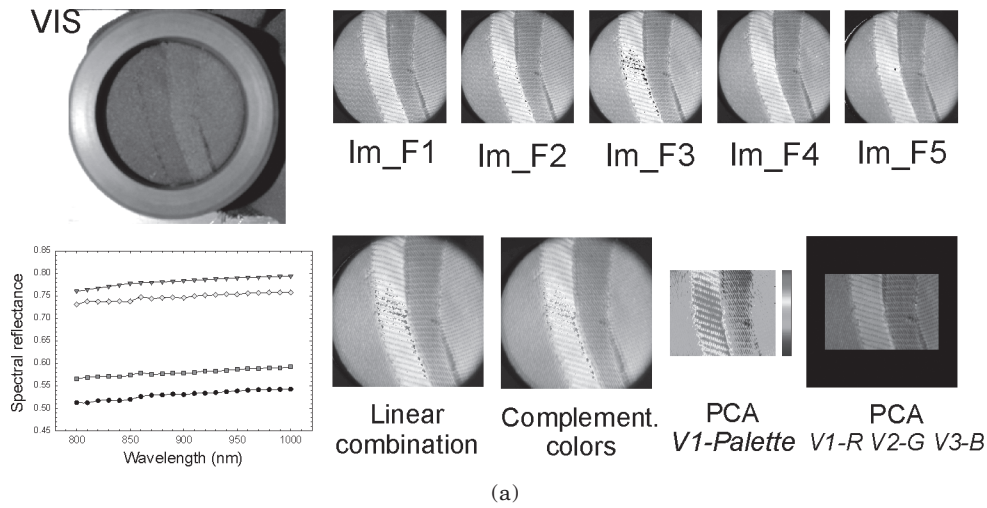 VIS
Im_F1
Im_F2
Im_F3
Im_F4
Im_F5
0.85
0.80
0.75
0.70
0.65
0.60
0.55
0.50
0.45
Spectral reflectance
800
850
900
950
1000
Wavelength (nm)
Linear
combination
Complement.
colors
PCA
V1-Palette
PCA
V1-R V2-G V3-B
(a)